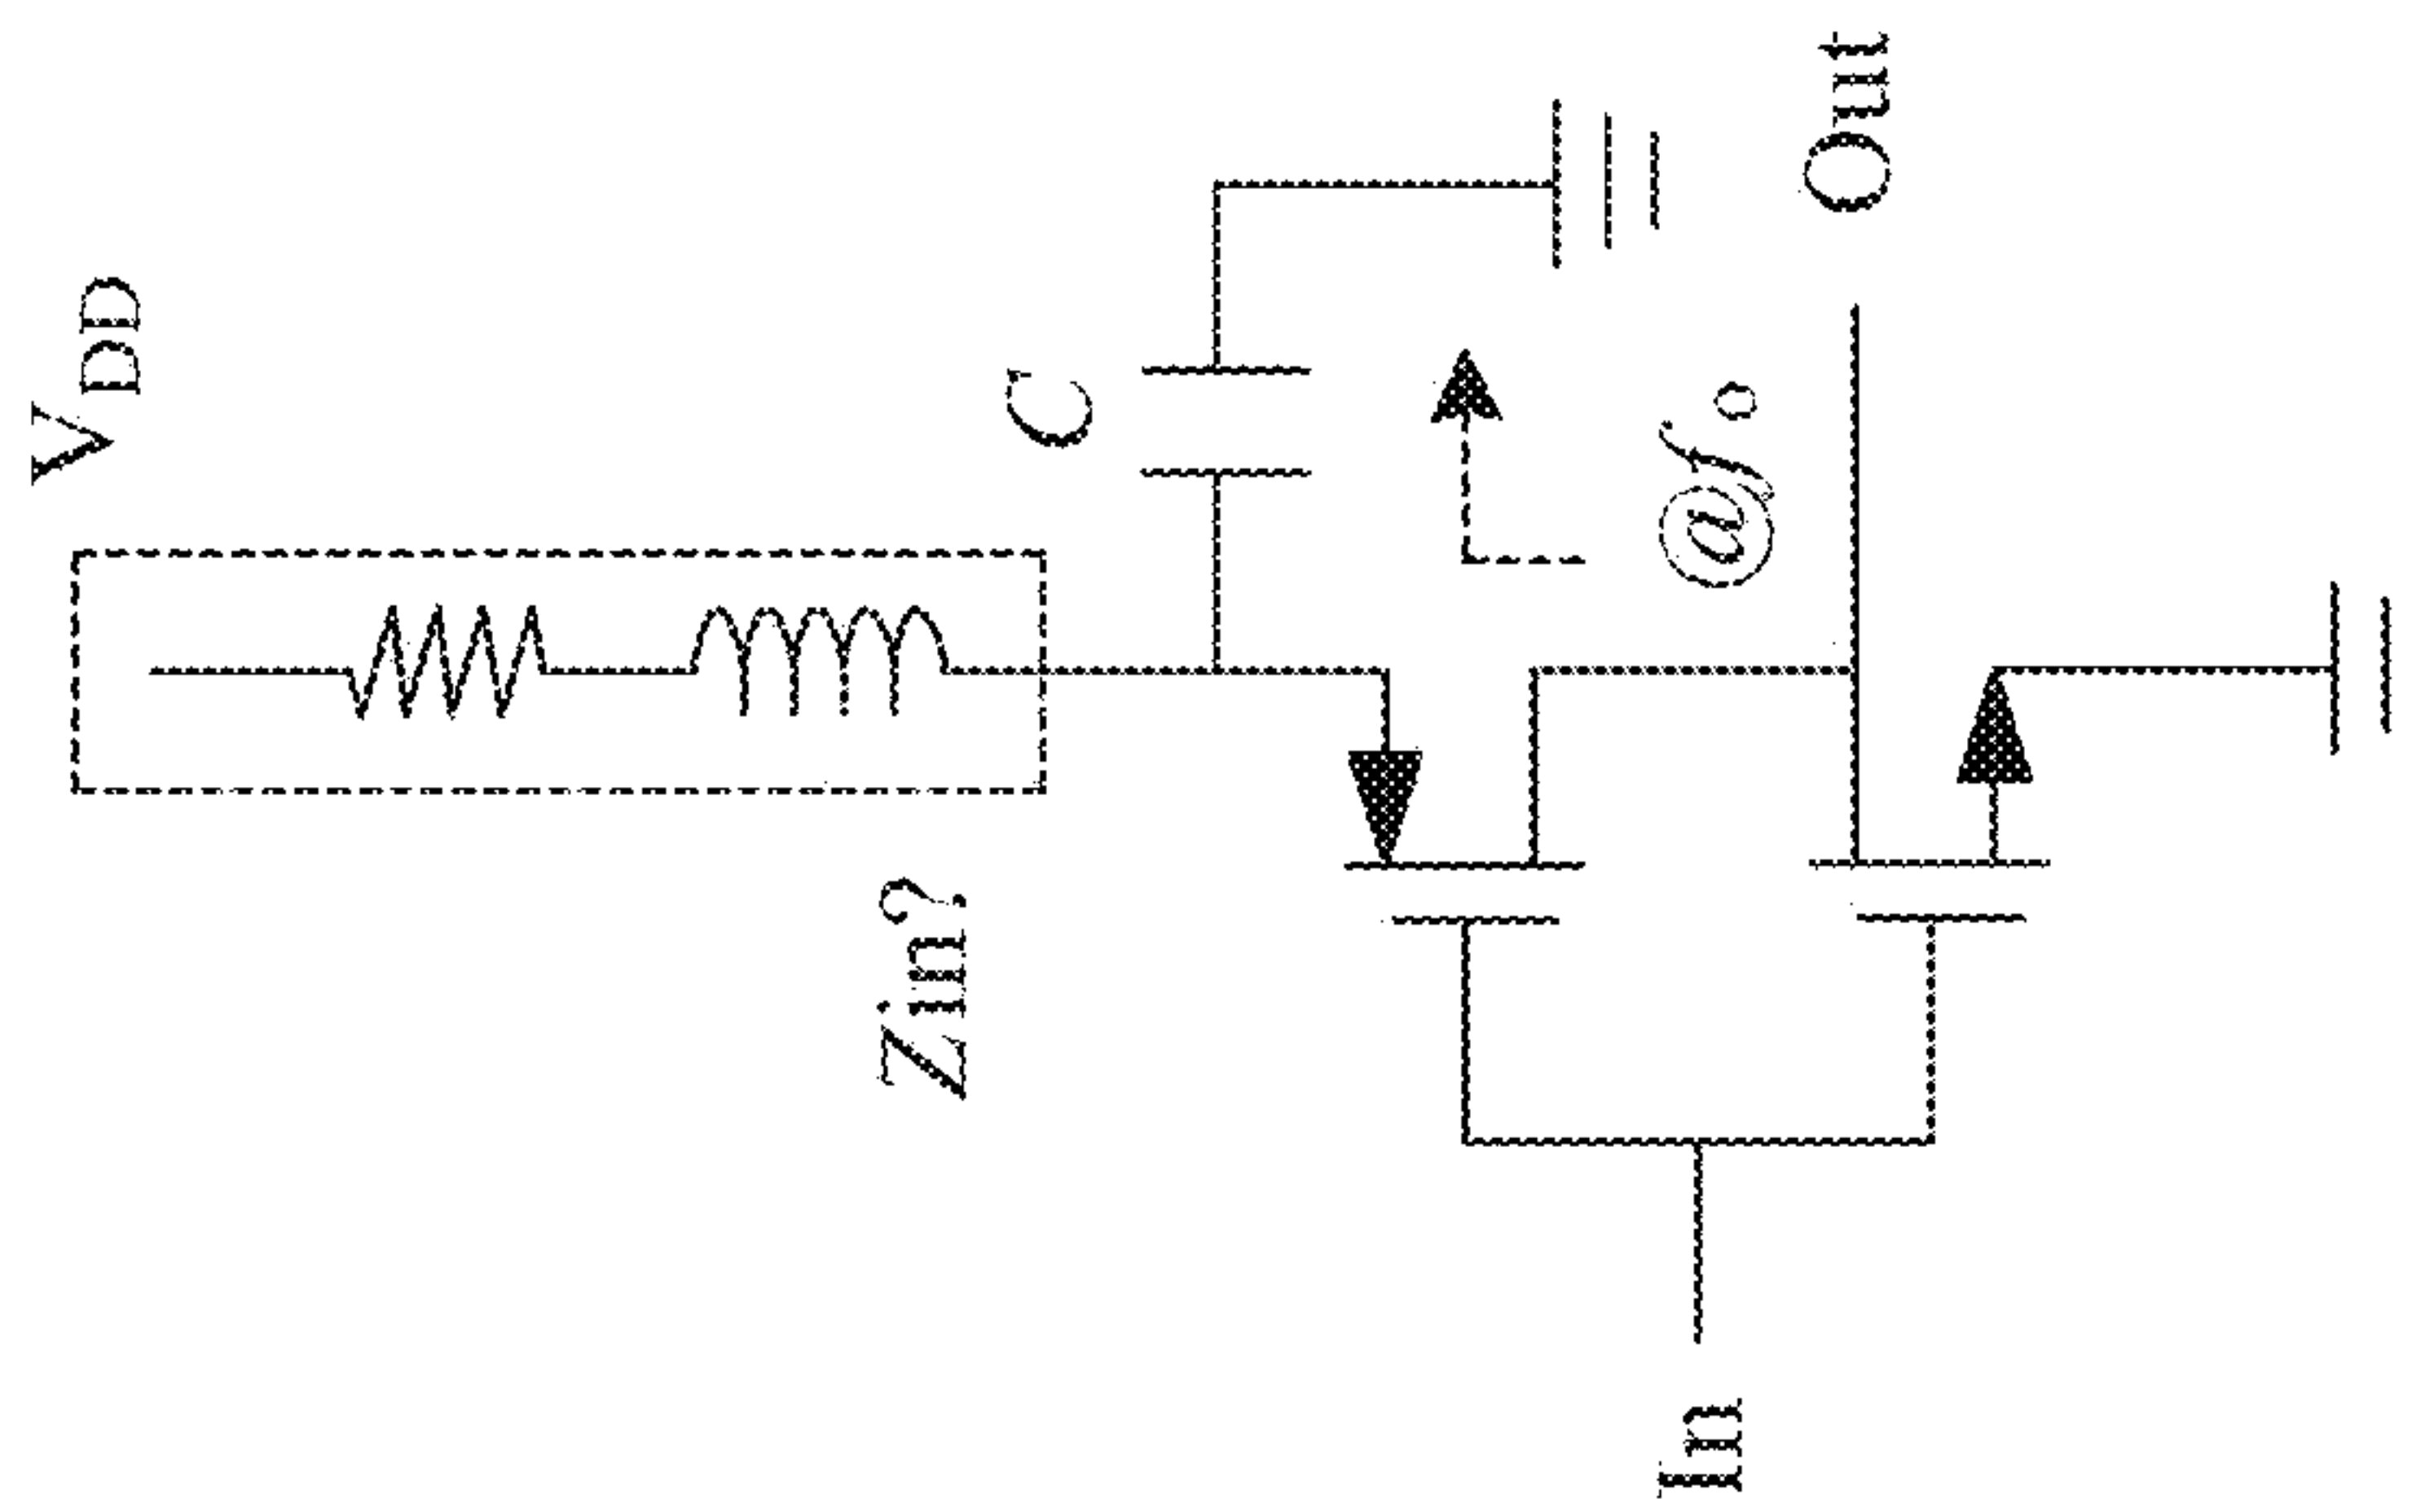 V_DD
Zin?
C
@f_o
Out
In